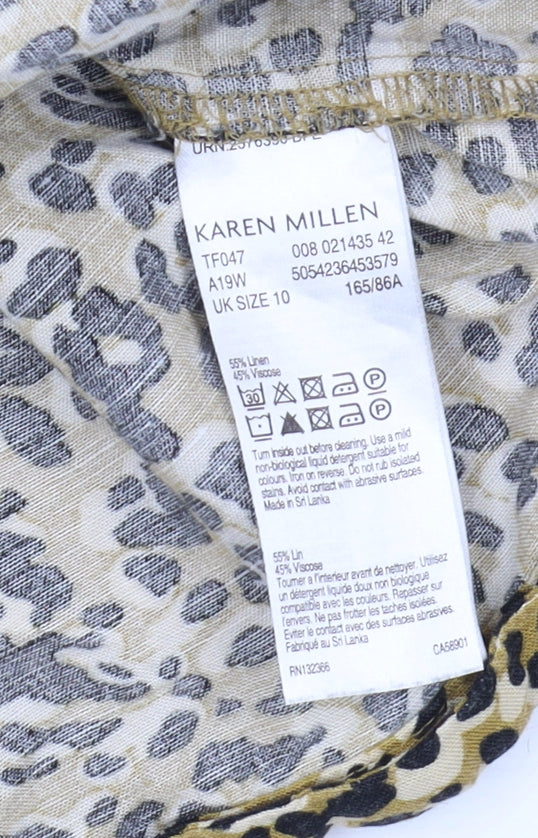 URN:2576396 BFL
KAREN MILLEN
TF047 008 021435 42
A19W 5054236453579
UK SIZE 10 165/86A
55% Linen
45% Viscose
30 P
P
Turn inside out before cleaning. Use a mild
non-biological liquid detergent suitable for
colours. Iron on reverse. Do not rub isolated
stains. Avoid contact with abrasive surfaces.
Made in Sri Lanka
55% Lin
45% Viscose
Tourner a l'interieur avant de nettoyer. Utilisez
un détergent liquide doux non biologique
compatible avec les couleurs. Repasser sur
l'envers. Ne pas frotter les taches isolées.
Eviter le contact avec des surfaces abrasives.
Fabriqué au Sri Lanka
RN132366 CA58901